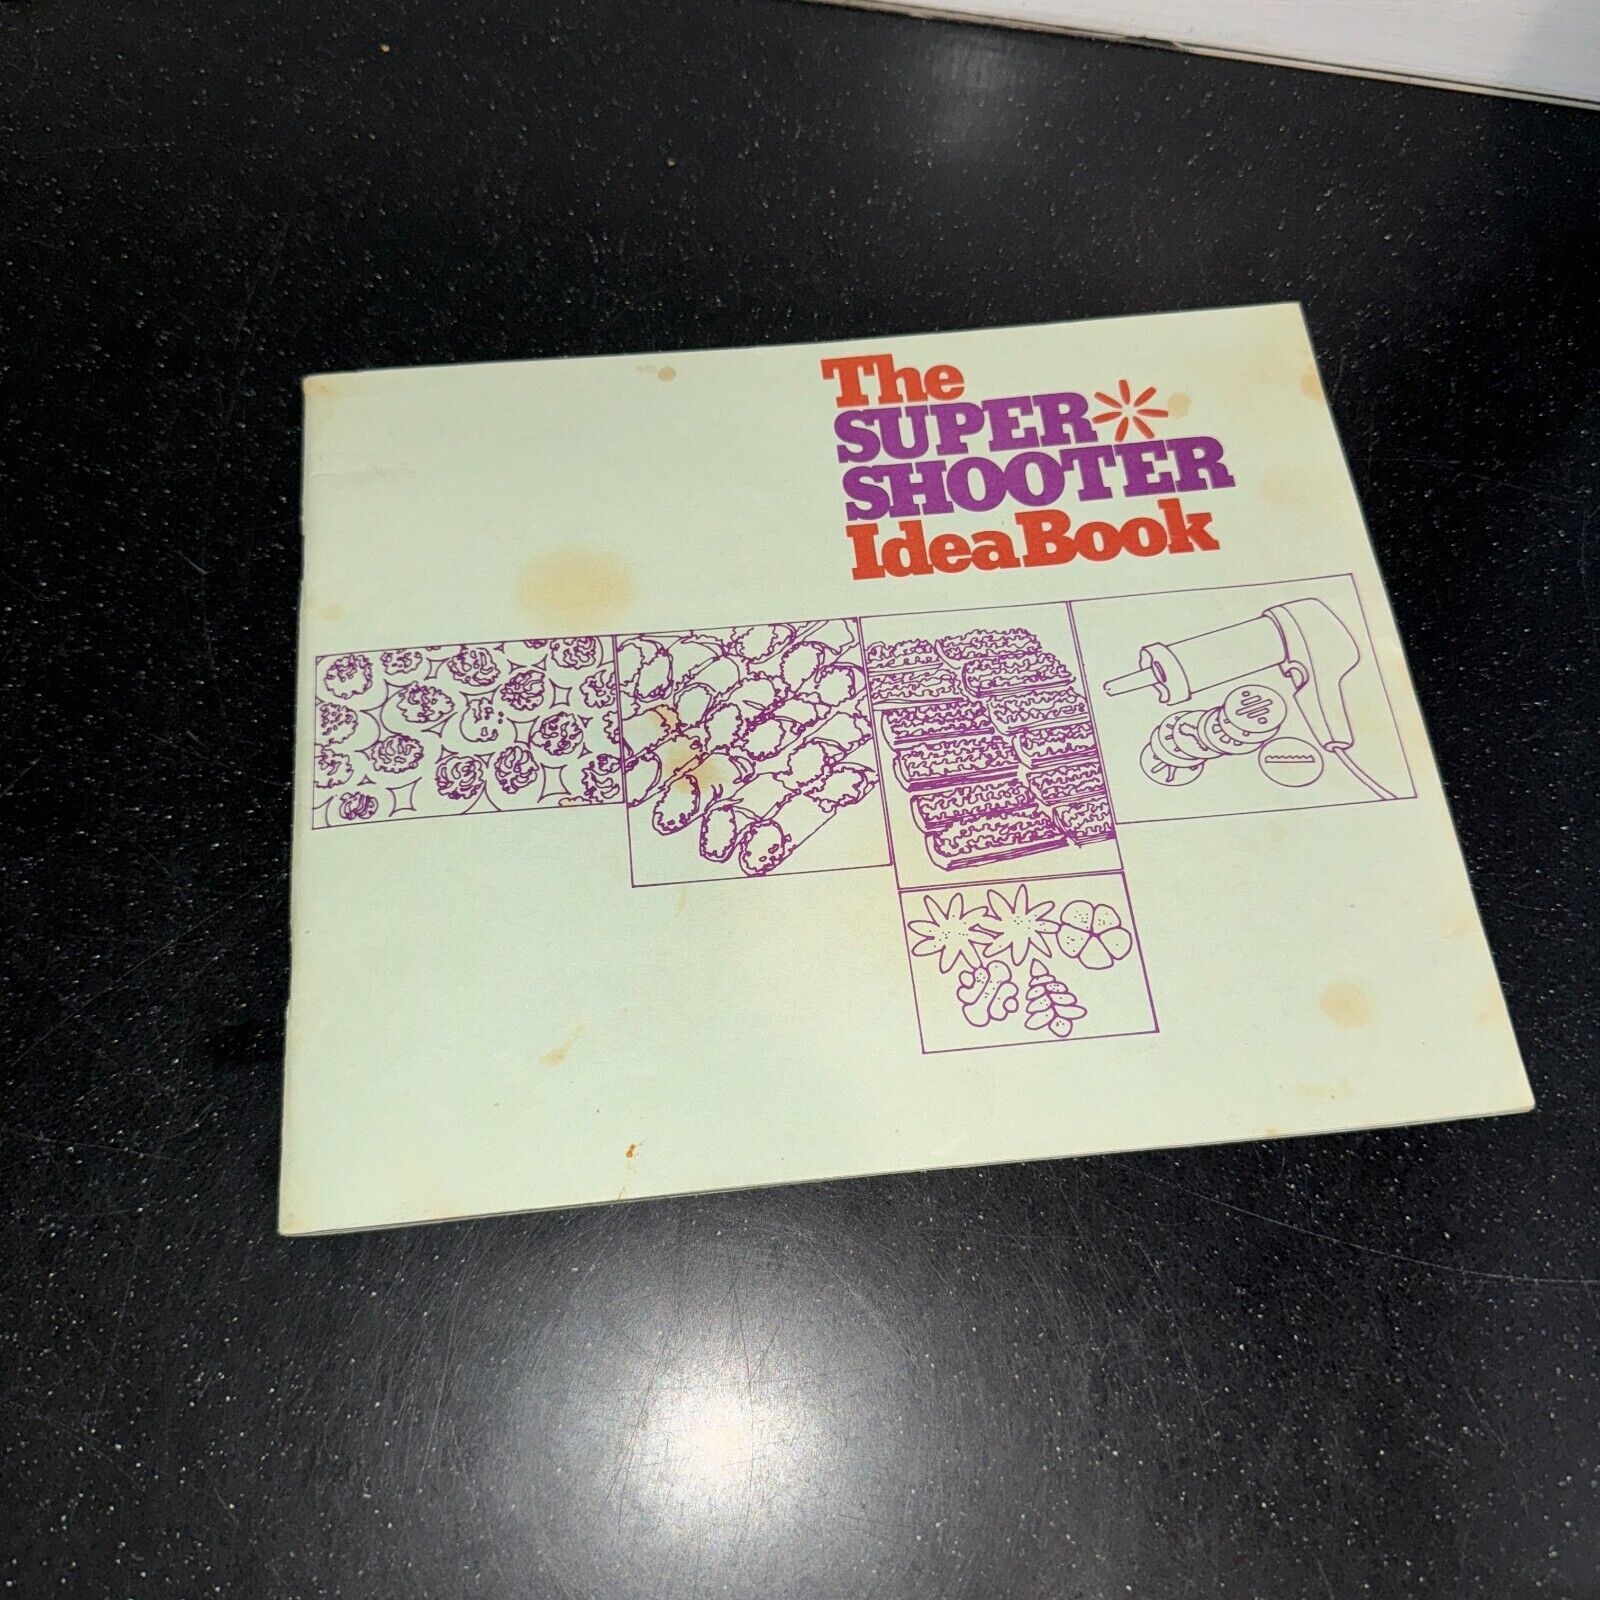 The
SUPER
SHOOTER
Idea Book